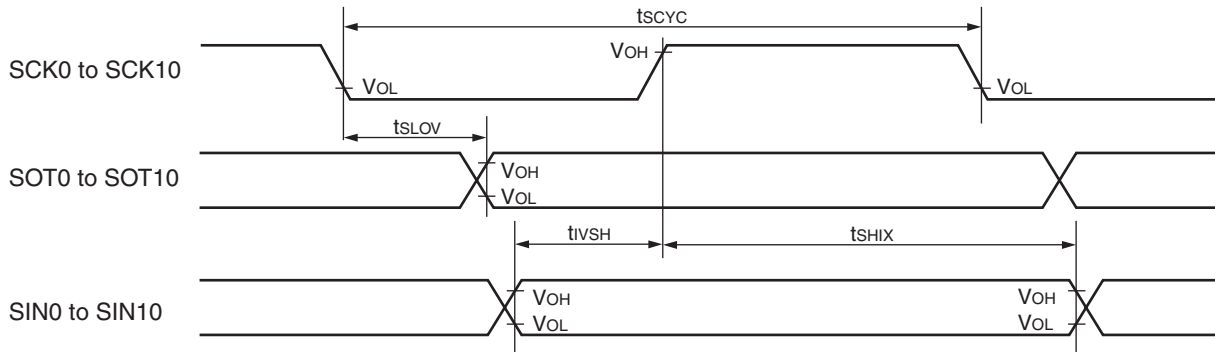 tSCYC
SCK0 to SCK10
VOH
VOL
VOL
tSLOV
SOT0 to SOT10
VOH
VOL
tIVSH
tSHIX
SIN0 to SIN10
VOH
VOH
VOL
VOL